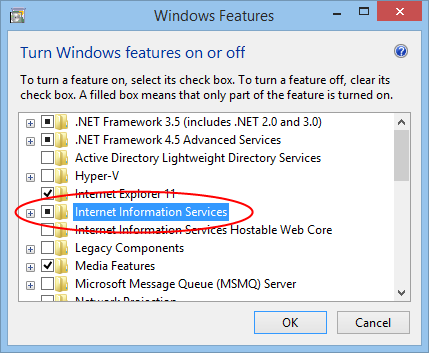 Windows Features
Turn Windows features on or off
To turn a feature on, select its check box. To turn a feature off, clear its
check box. A filled box means that only part of the feature is turned on.
.NET Framework 3.5 (includes .NET 2.0 and 3.0)
.NET Framework 4.5 Advanced Services
Active Directory Lightweight Directory Services
Hyper-V
Internet Explorer 11
Internet Information Services
Internet Information Services Hostable Web Core
Legacy Components
Media Features
Microsoft Message Queue (MSMQ) Server
Network Projection
OK
Cancel